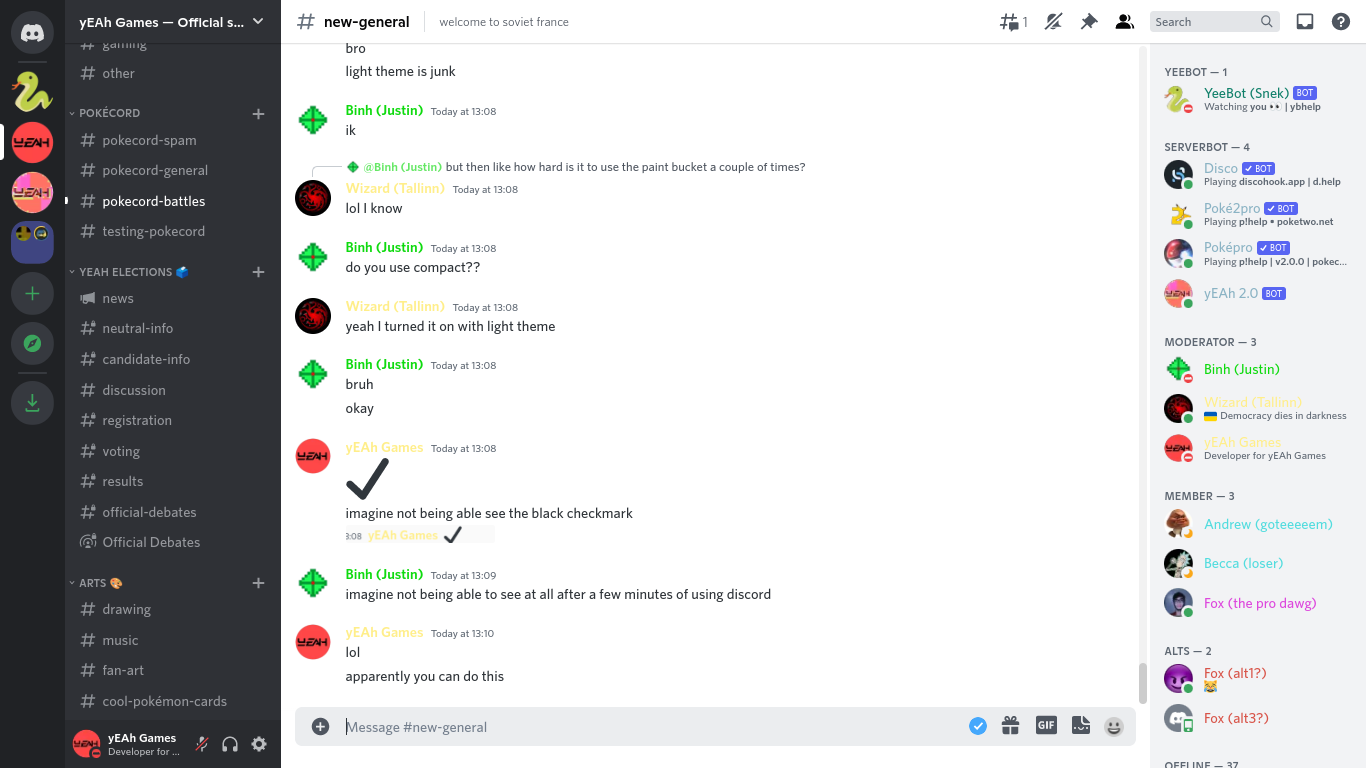 yEAh Games — Official s...
gaming
other
POKÉCORD
pokecord-spam
pokecord-general
pokecord-battles
testing-pokecord
YEAH ELECTIONS
news
neutral-info
candidate-info
discussion
registration
voting
results
official-debates
Official Debates
ARTS
drawing
music
fan-art
cool-pokémon-cards
yEAh Games
Developer for ...
new-general
welcome to soviet france
1
Search
bro
light theme is junk
Binh (Justin) Today at 13:08
ik
@Binh (Justin) but then like how hard is it to use the paint bucket a couple of times?
Wizard (Tallinn) Today at 13:08
lol I know
Binh (Justin) Today at 13:08
do you use compact??
Wizard (Tallinn) Today at 13:08
yeah I turned it on with light theme
Binh (Justin) Today at 13:08
bruh
okay
yEAh Games Today at 13:08
imagine not being able see the black checkmark
3:08 yEAh Games
Binh (Justin) Today at 13:09
imagine not being able to see at all after a few minutes of using discord
yEAh Games Today at 13:10
lol
apparently you can do this
Message #new-general
GIF
YEEBOT — 1
YeeBot (Snek) BOT
Watching you 👀 | ybhelp
SERVERBOT — 4
Disco ✓ BOT
Playing discohook.app | d.help
Poké2pro ✓ BOT
Playing p!help • poketwo.net
Poképro ✓ BOT
Playing p!help | v2.0.0 | pokec...
yEAh 2.0 BOT
MODERATOR — 3
Binh (Justin)
Wizard (Tallinn)
Democracy dies in darkness
yEAh Games
Developer for yEAh Games
MEMBER — 3
Andrew (goteeeeem)
Becca (loser)
Fox (the pro dawg)
ALTS — 2
Fox (alt1?)
Fox (alt3?)
OFFLINE — 37